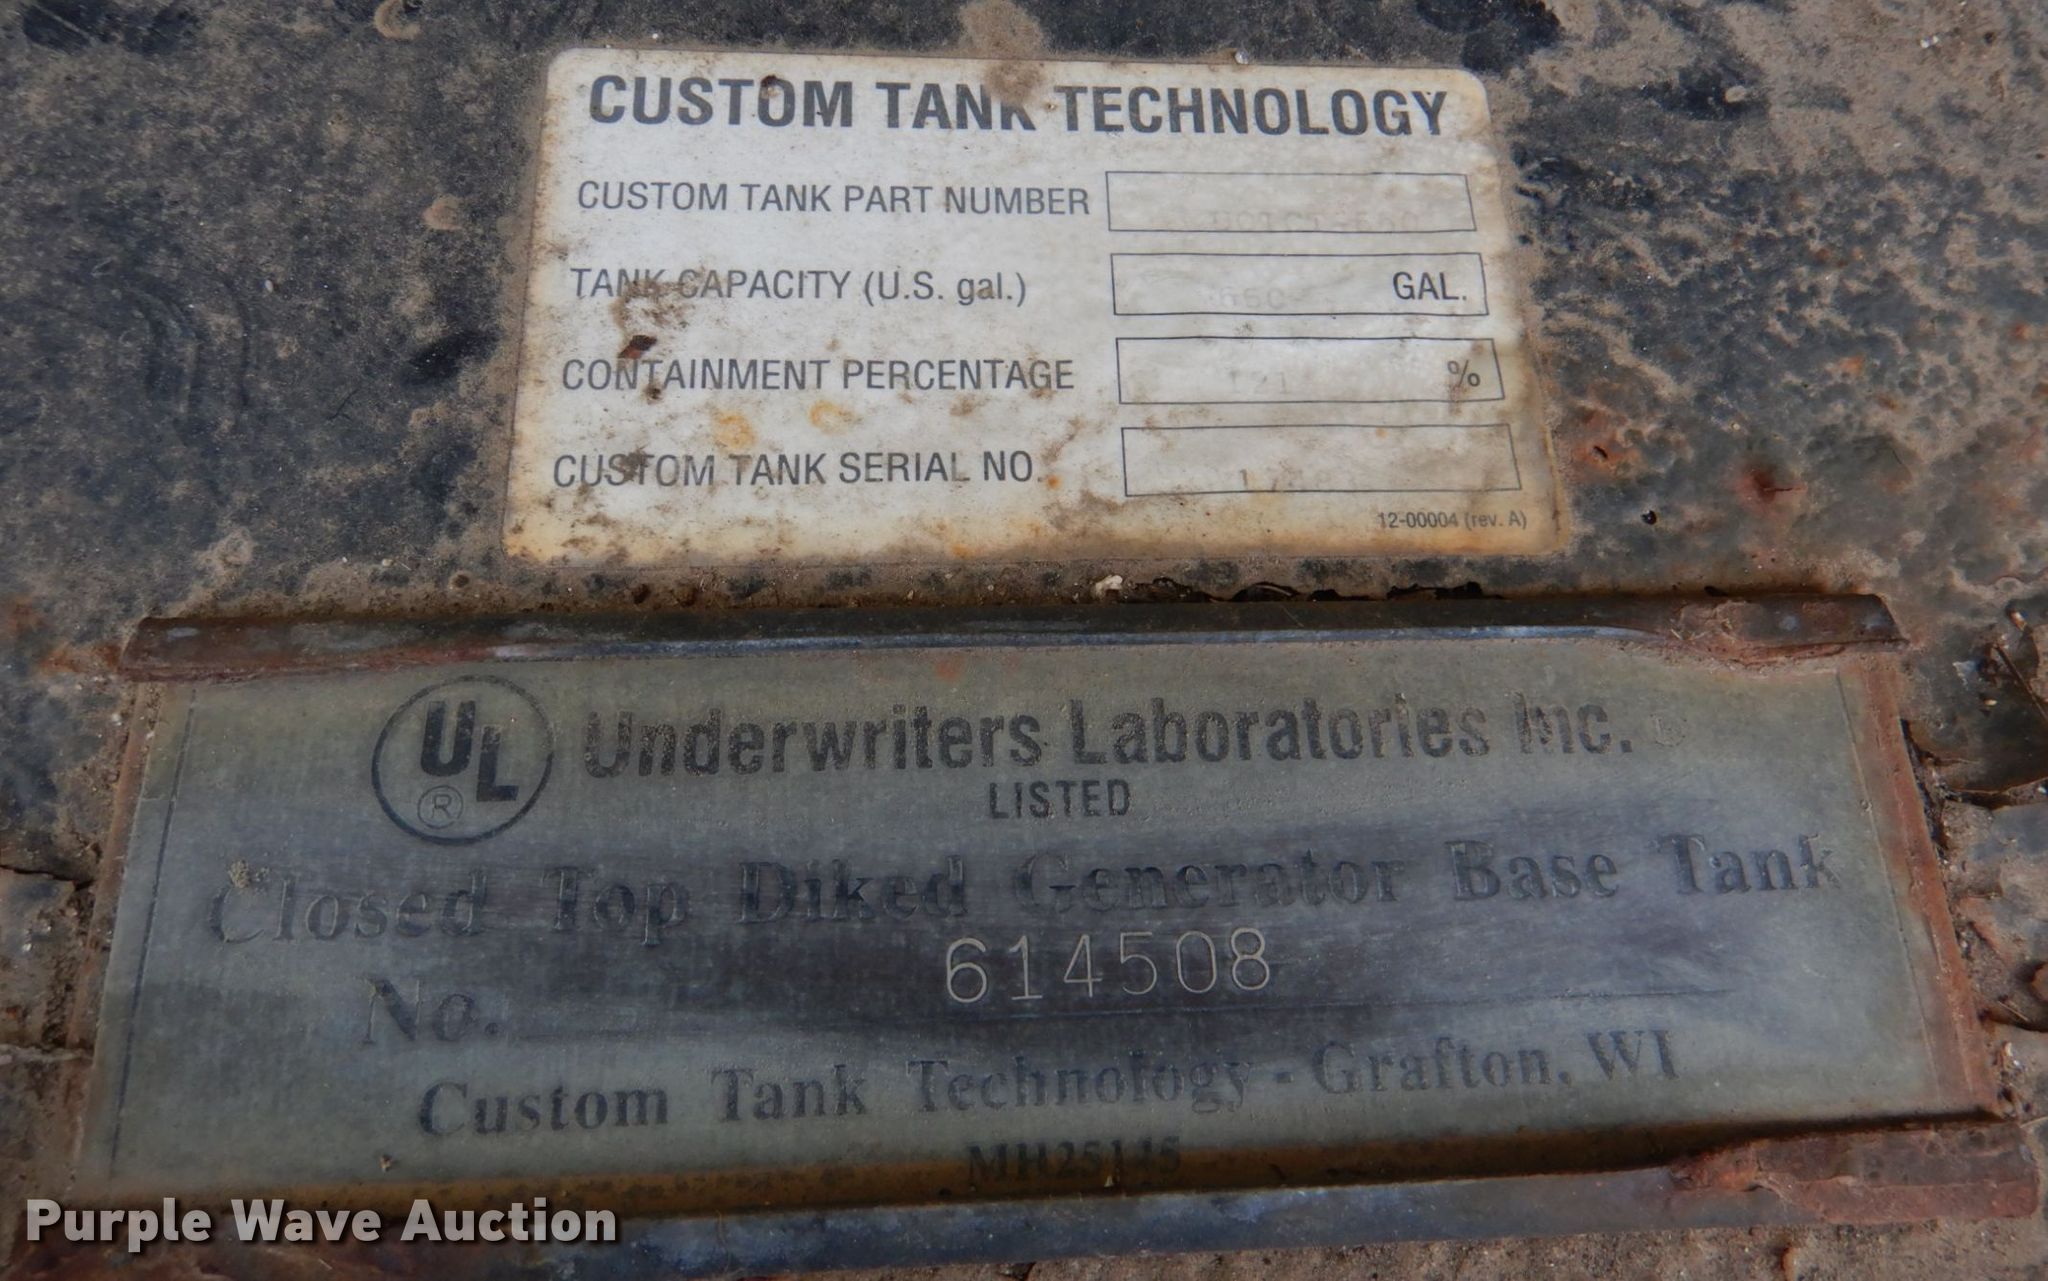 CUSTOM TANK TECHNOLOGY
CUSTOM TANK PART NUMBER
TANK CAPACITY (U.S. gal.) GAL.
CONTAINMENT PERCENTAGE %
CUSTOM TANK SERIAL NO.
12-00004 (rev. A)
UL ® Underwriters Laboratories Inc. ®
LISTED
Closed Top Diked Generator Base Tank
No. 614508
Custom Tank Technology - Grafton, WI
MH25145
Purple Wave Auction